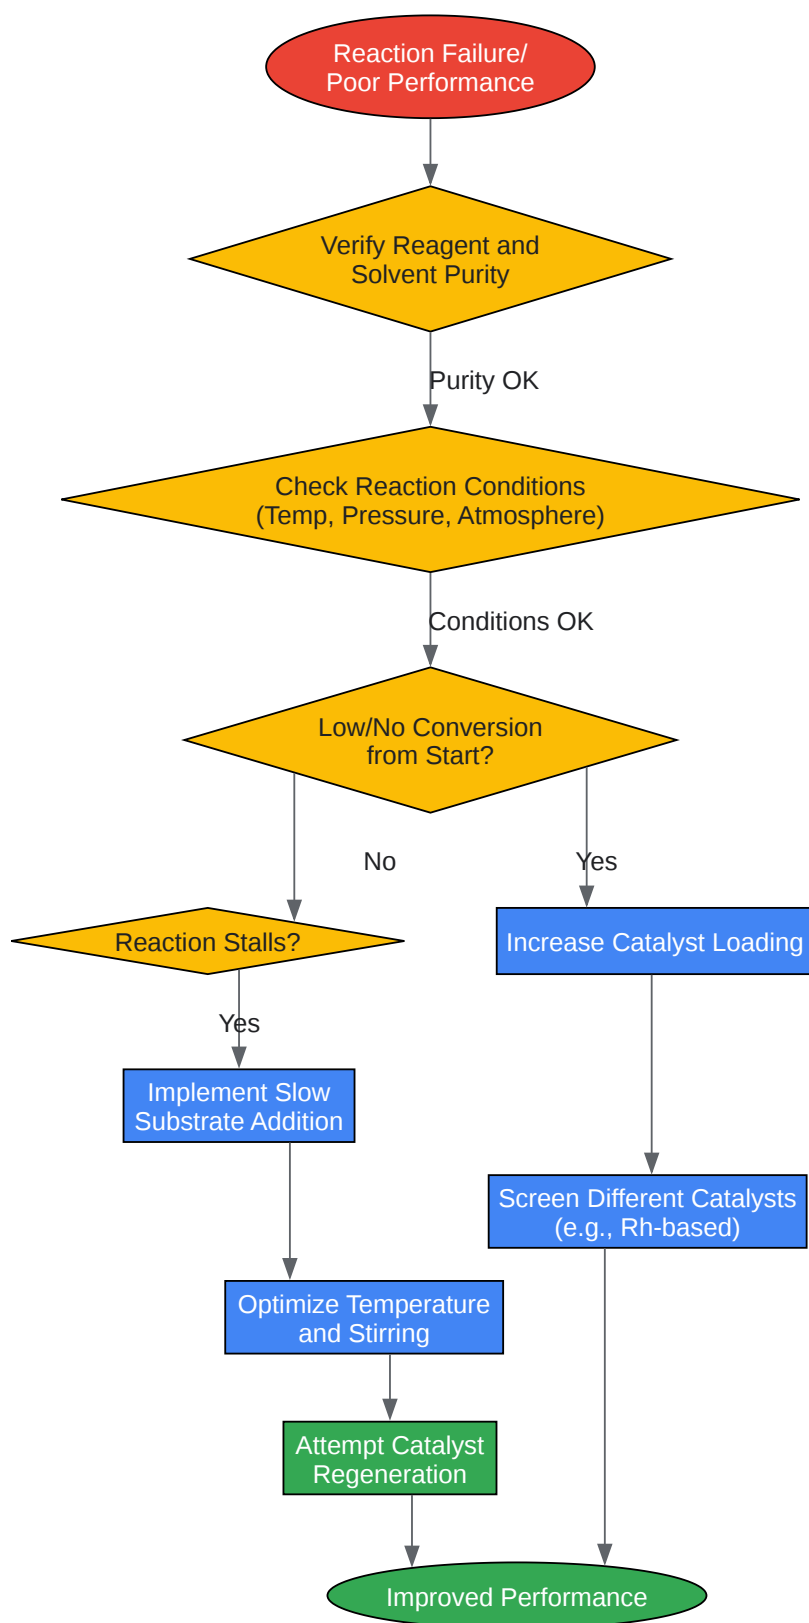 Reaction Failure/
Poor Performance
Verify Reagent and
Solvent Purity
Purity OK
Check Reaction Conditions
(Temp, Pressure, Atmosphere)
Conditions OK
Low/No Conversion
from Start?
No
Yes
Reaction Stalls?
Increase Catalyst Loading
Yes
Implement Slow
Substrate Addition
Screen Different Catalysts
(e.g., Rh-based)
Optimize Temperature
and Stirring
Attempt Catalyst
Regeneration
Improved Performance